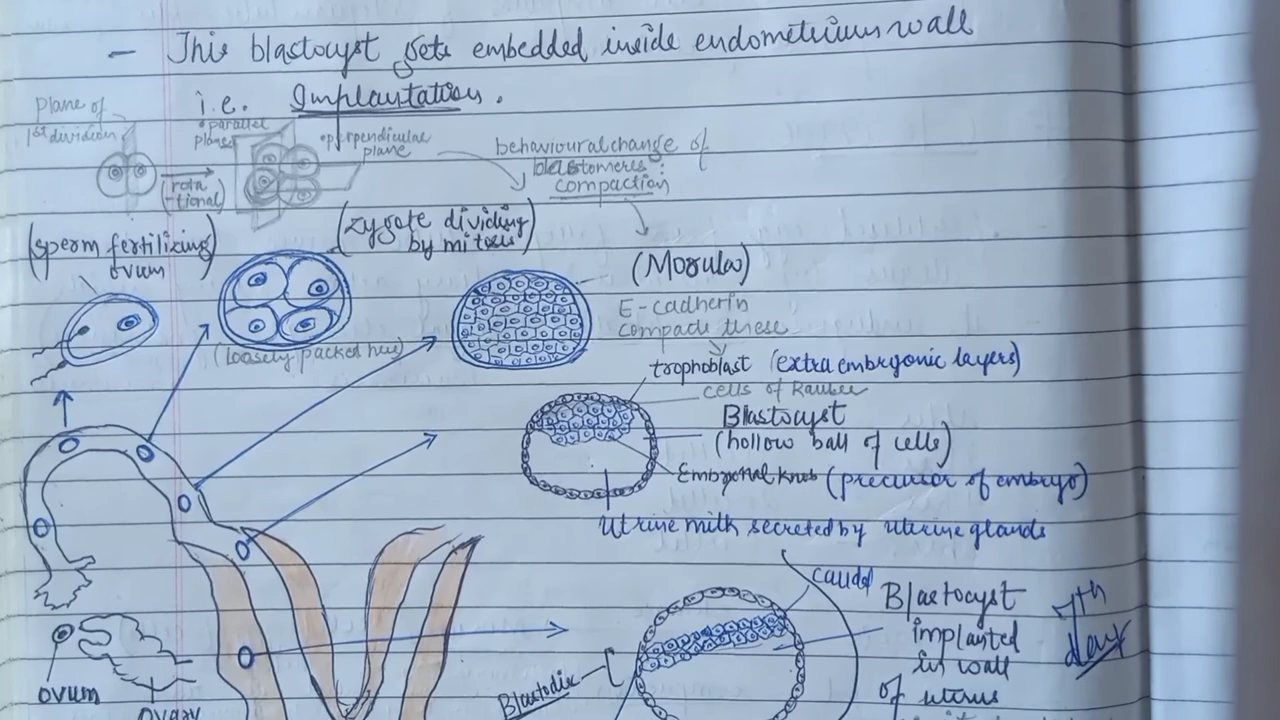 - This blastocyst gets embedded inside endometrium wall
i.e. Implantation.
Plane of
1st division
• parallel
plane
• perpendicular
plane
(rota
-tional)
behavioural change of
blastomeres:
compaction
(sperm fertilizing
ovum)
(zygote dividing
by mitosis)
(loosely packed here)
(Morula)
E-cadherin
compacts these
trophoblast (extra embryonic layers)
cells of Rauber
Blastocyst
(hollow ball of cells)
Embryonal knob (precursor of embryo)
Utrine milk secreted by uterine glands
caudal
Blastocyst
implanted
in wall
of uterus
7th
day
Blastodisc
ovum
ovary